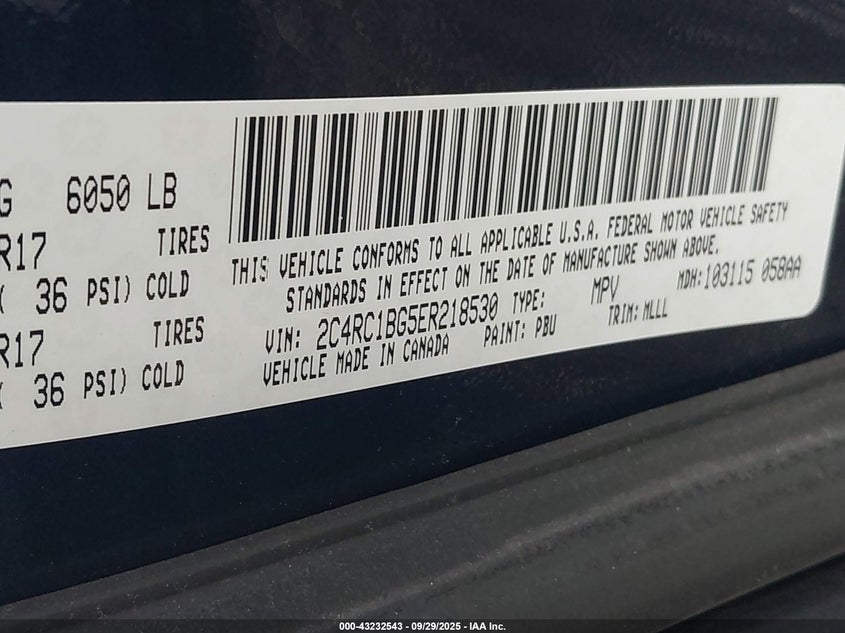 G 6050 LB
R17 TIRES
( 36 PSI) COLD
R17 TIRES
( 36 PSI) COLD
THIS VEHICLE CONFORMS TO ALL APPLICABLE U.S.A. FEDERAL MOTOR VEHICLE SAFETY
STANDARDS IN EFFECT ON THE DATE OF MANUFACTURE SHOWN ABOVE.
VIN: 2C4RC1BG5ER218530 TYPE: MPV MDH:103115 058AA
VEHICLE MADE IN CANADA PAINT: PBU TRIM:MLLL
000-43232543 - 09/29/2025 - IAA Inc.